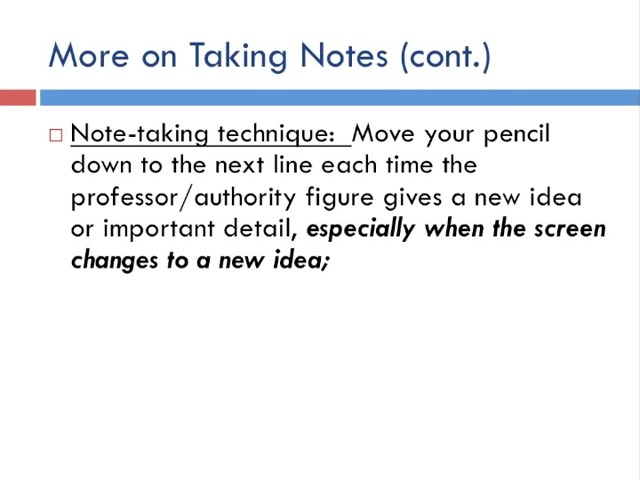 More on Taking Notes (cont.)
Note-taking technique: Move your pencil
down to the next line each time the
professor/authority figure gives a new idea
or important detail, especially when the screen
changes to a new idea;